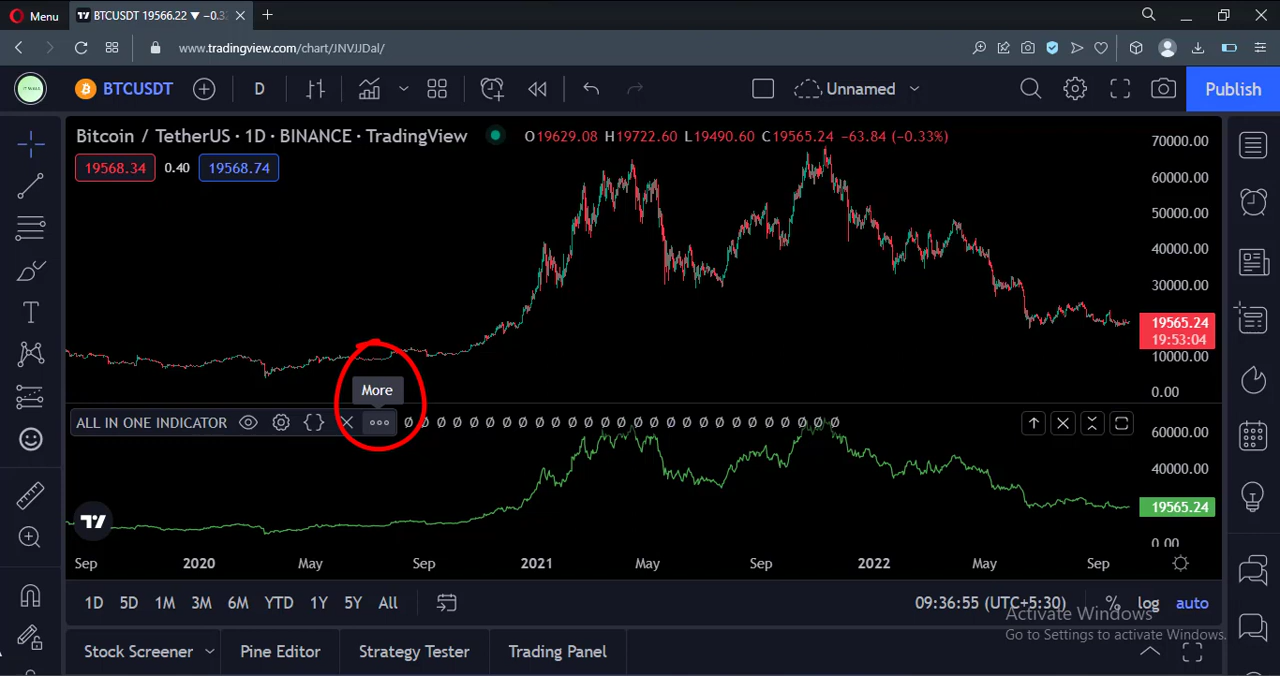 Menu
BTCUSDT 19566.22 ▼ −0.3
www.tradingview.com/chart/JNVJJDal/
BTCUSDT
D
Unnamed
Publish
Bitcoin / TetherUS · 1D · BINANCE · TradingView
O19629.08 H19722.60 L19490.60 C19565.24 −63.84 (−0.33%)
19568.34 0.40 19568.74
70000.00
60000.00
50000.00
40000.00
30000.00
19565.24
19:53:04
10000.00
0.00
More
ALL IN ONE INDICATOR
Ø Ø Ø Ø Ø Ø Ø Ø Ø Ø Ø Ø Ø Ø Ø Ø Ø Ø Ø Ø Ø Ø Ø Ø Ø Ø Ø
60000.00
40000.00
19565.24
0.00
Sep 2020 May Sep 2021 May Sep 2022 May Sep
1D 5D 1M 3M 6M YTD 1Y 5Y All
09:36:55 (UTC+5:30) % log auto
Activate Windows
Go to Settings to activate Windows.
Stock Screener Pine Editor Strategy Tester Trading Panel